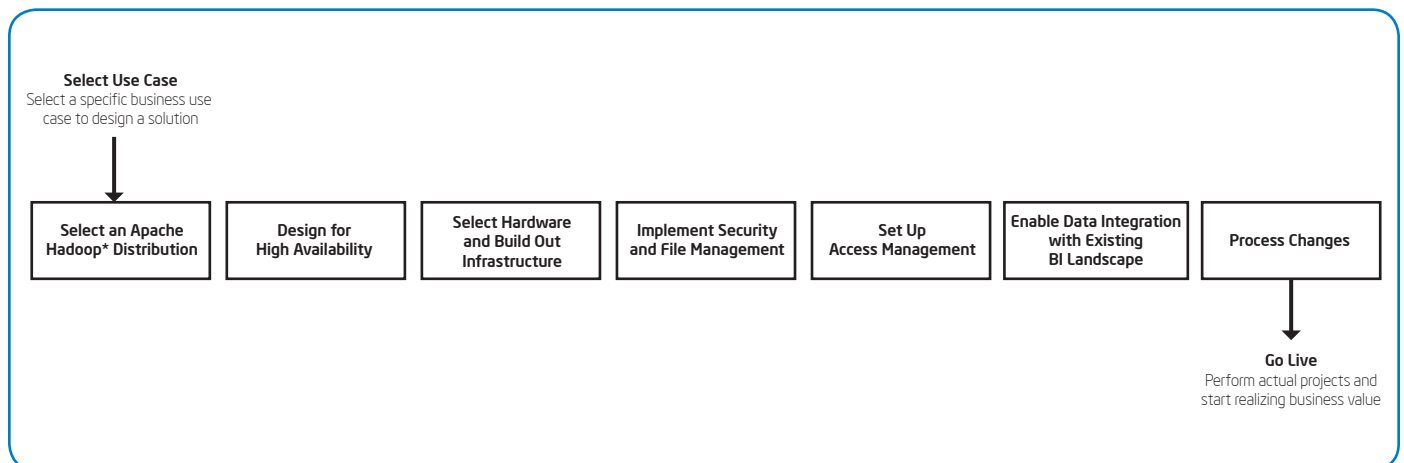 Select Use Case
Select a specific business use
case to design a solution
Select an Apache
Hadoop* Distribution
Design for
High Availability
Select Hardware
and Build Out
Infrastructure
Implement Security
and File Management
Set Up
Access Management
Enable Data Integration
with Existing
BI Landscape
Process Changes
Go Live
Perform actual projects and
start realizing business value